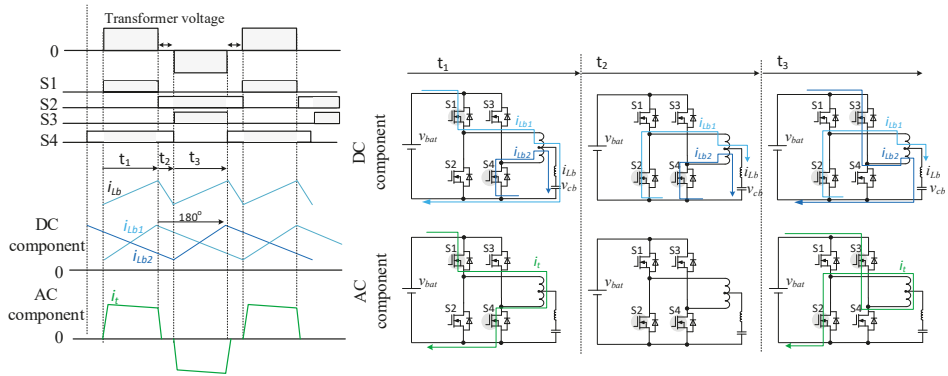 Transformer voltage
0
S1
S2
S3
S4
t1 t2 t3
iLb
180o
DC component
iLb1
iLb2
0
AC component
it
0
t1 t2 t3
DC component
S1 S3
vbat
iLb1
iLb2
S2 S4
iLb
vcb
S1 S3
vbat
iLb1
iLb2
S2 S4
iLb
vcb
S1 S3
vbat
iLb1
iLb2
S2 S4
iLb
vcb
AC component
S1 S3
vbat
it
S2 S4
S1 S3
vbat
S2 S4
S1 S3
vbat
it
S2 S4